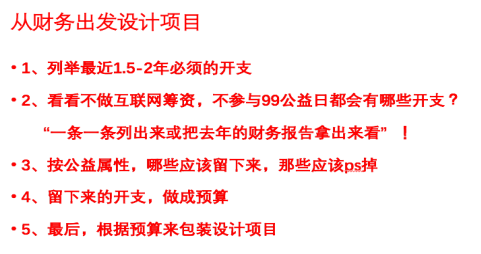 从财务出发设计项目
• 1、列举最近1.5-2年必须的开支
• 2、看看不做互联网筹资，不参与99公益日都会有哪些开支？
“一条一条列出来或把去年的财务报告拿出来看” ！
• 3、按公益属性，哪些应该留下来，那些应该ps掉
• 4、留下来的开支，做成预算
• 5、最后，根据预算来包装设计项目